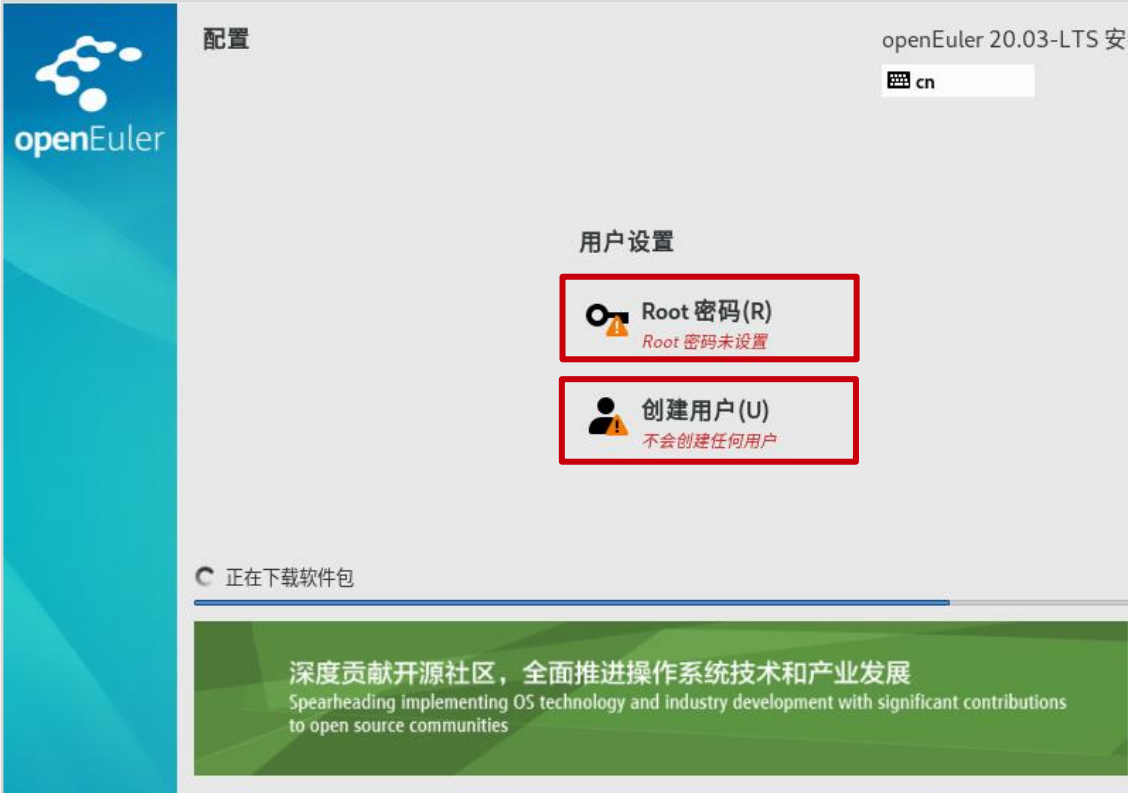 openEuler
配置
openEuler 20.03-LTS 安
cn
用户设置
Root 密码(R)
Root 密码未设置
创建用户(U)
不会创建任何用户
正在下载软件包
深度贡献开源社区，全面推进操作系统技术和产业发展
Spearheading implementing OS technology and industry development with significant contributions
to open source communities